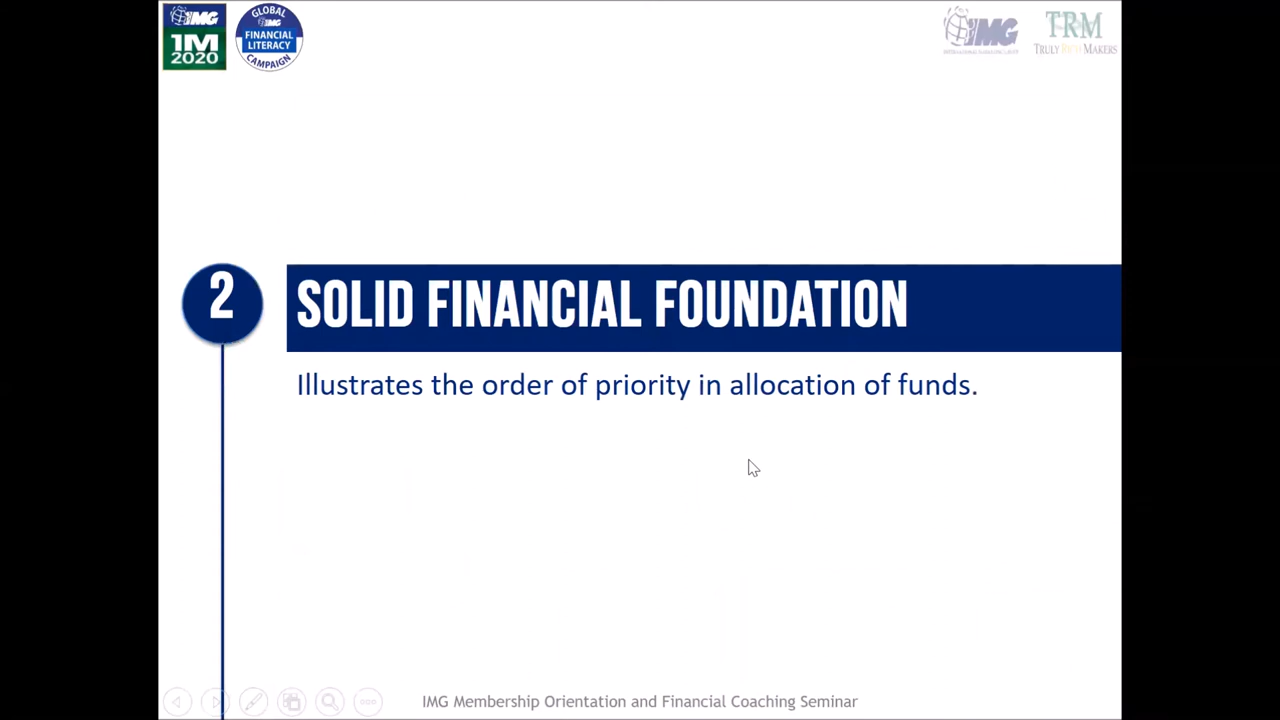 IMG
1M
2020
GLOBAL
IMG
FINANCIAL
LITERACY
CAMPAIGN
IMG
TRM
TRULY RICH MAKERS
2
SOLID FINANCIAL FOUNDATION
Illustrates the order of priority in allocation of funds.
IMG Membership Orientation and Financial Coaching Seminar